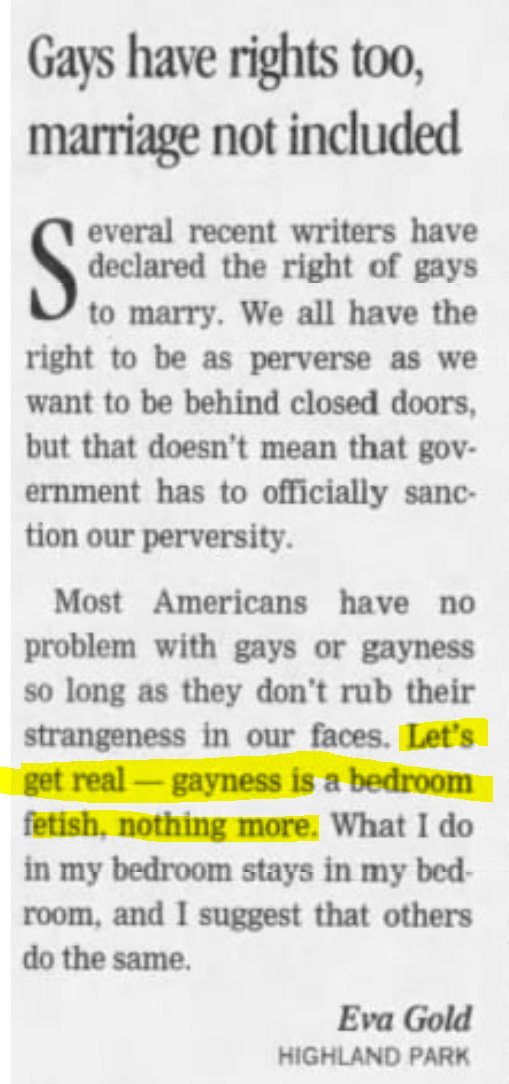 Gays have rights too,
marriage not included
Several recent writers have
declared the right of gays
to marry. We all have the
right to be as perverse as we
want to be behind closed doors,
but that doesn't mean that gov-
ernment has to officially sanc-
tion our perversity.
Most Americans have no
problem with gays or gayness
so long as they don't rub their
strangeness in our faces. Let's
get real — gayness is a bedroom
fetish, nothing more. What I do
in my bedroom stays in my bed-
room, and I suggest that others
do the same.
Eva Gold
HIGHLAND PARK